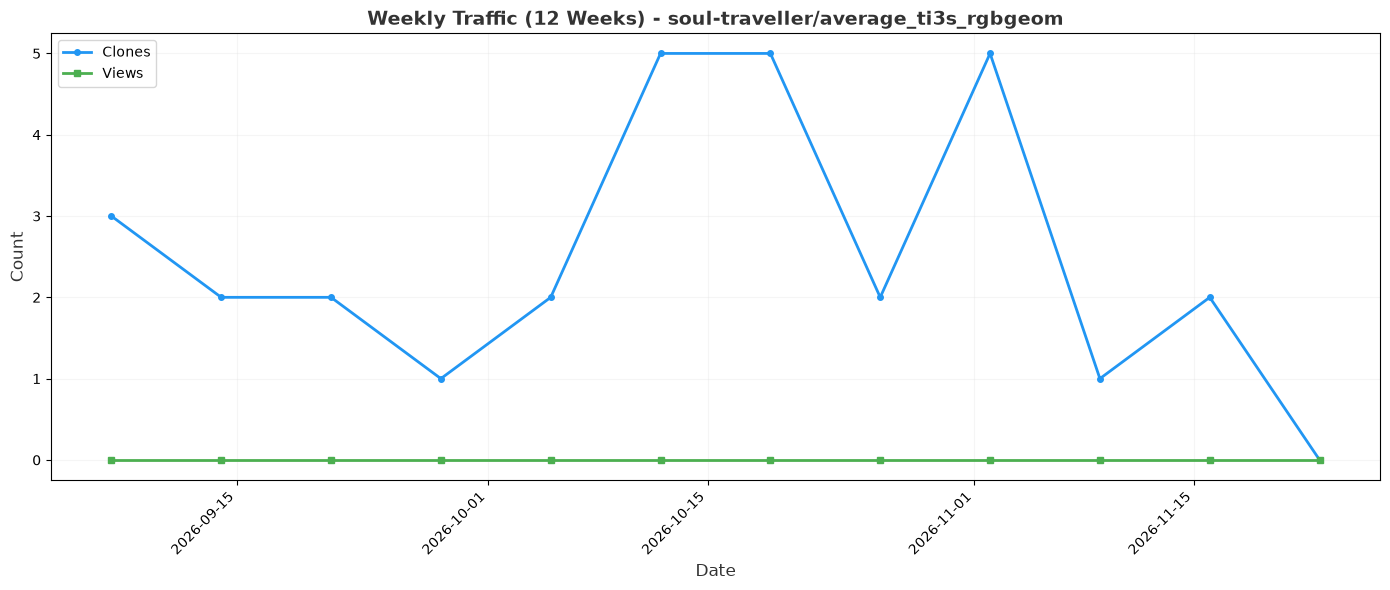 Weekly Traffic (12 Weeks) - soul-traveller/average_ti3s_rgbgeom
Clones
Views
Count
5
4
3
2
1
0
2026-09-15
2026-10-01
2026-10-15
2026-11-01
2026-11-15
Date